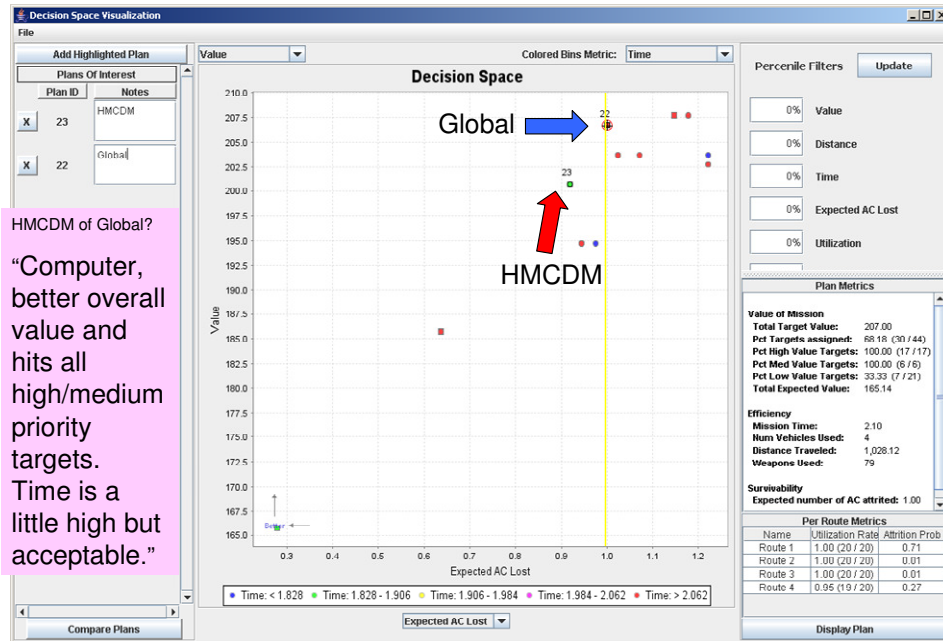 Decision Space Visualization
File
Add Highlighted Plan
Plans Of Interest
Plan ID Notes
X 23 HMCDM
X 22 Global
HMCDM of Global?
“Computer,
better overall
value and
hits all
high/medium
priority
targets.
Time is a
little high but
acceptable.”
Compare Plans
Value
Colored Bins Metric: Time
Decision Space
Value
210.0
207.5
205.0
202.5
200.0
197.5
195.0
192.5
190.0
187.5
185.0
182.5
180.0
177.5
175.0
172.5
170.0
167.5
165.0
Global
22
23
HMCDM
Better
0.3 0.4 0.5 0.6 0.7 0.8 0.9 1.0 1.1 1.2
Expected AC Lost
Time: < 1.828 Time: 1.828 - 1.906 Time: 1.906 - 1.984 Time: 1.984 - 2.062 Time: > 2.062
Expected AC Lost
Percenile Filters Update
0% Value
0% Distance
0% Time
0% Expected AC Lost
0% Utilization
Plan Metrics
Value of Mission
Total Target Value: 207.00
Pct Targets assigned: 68.18 (30 / 44)
Pct High Value Targets: 100.00 (17 / 17)
Pct Med Value Targets: 100.00 (6 / 6)
Pct Low Value Targets: 33.33 (7 / 21)
Total Expected Value: 165.14
Efficiency
Mission Time: 2.10
Num Vehicles Used: 4
Distance Traveled: 1,028.12
Weapons Used: 79
Survivability
Expected number of AC attrited: 1.00
Per Route Metrics
Name Utilization Rate Attrition Prob
Route 1 1.00 (20 / 20) 0.71
Route 2 1.00 (20 / 20) 0.01
Route 3 1.00 (20 / 20) 0.01
Route 4 0.95 (19 / 20) 0.27
Display Plan